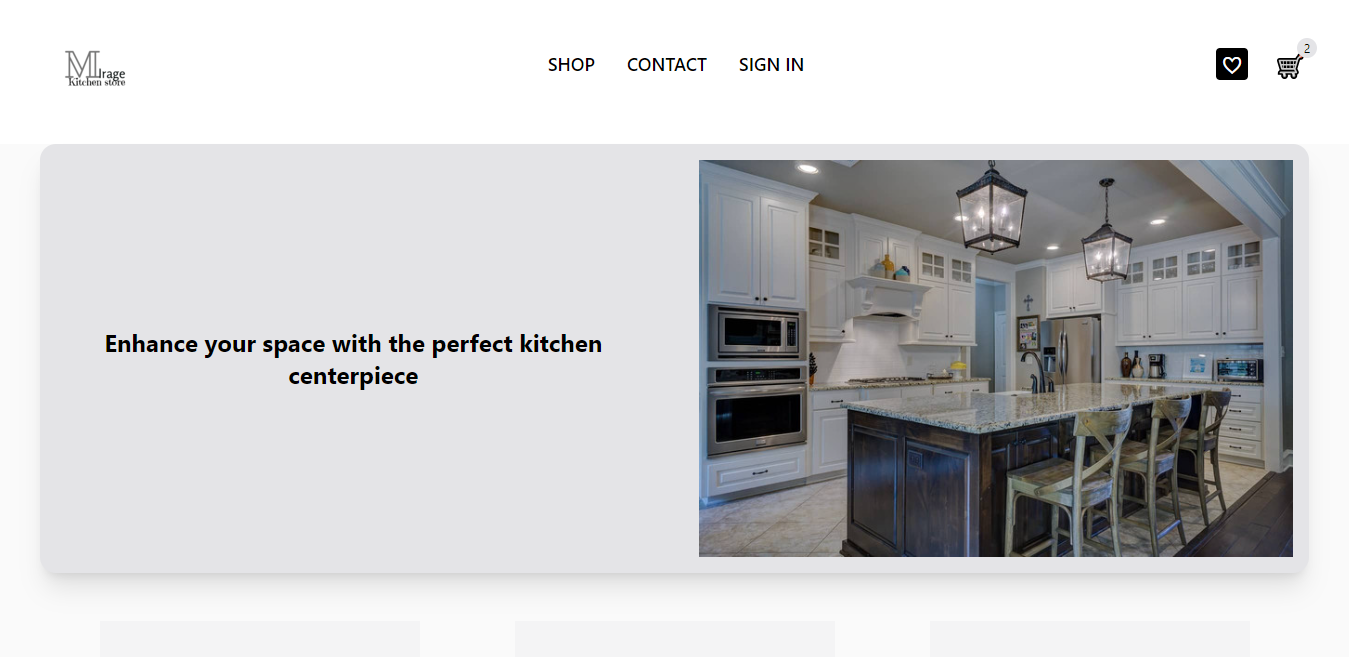 Mirage
Kitchen store
SHOP CONTACT SIGN IN
2
Enhance your space with the perfect kitchen
centerpiece